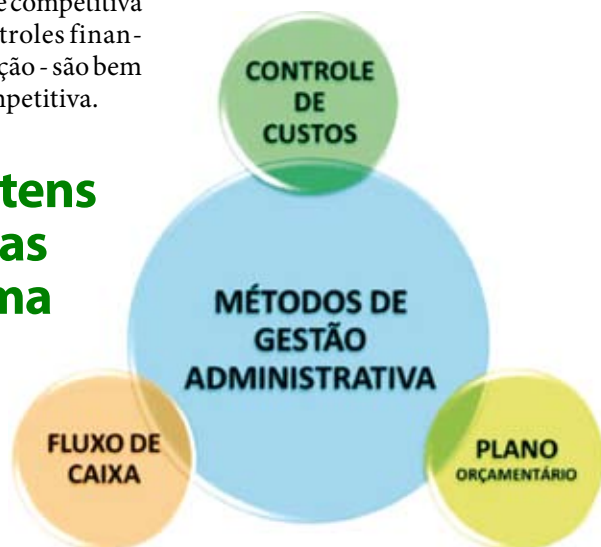 e competitiva
troles finan-
ção - são bem
mpetitiva.
tens
as
ma
CONTROLE
DE
CUSTOS
MÉTODOS DE
GESTÃO
ADMINISTRATIVA
FLUXO DE
CAIXA
PLANO
ORÇAMENTÁRIO